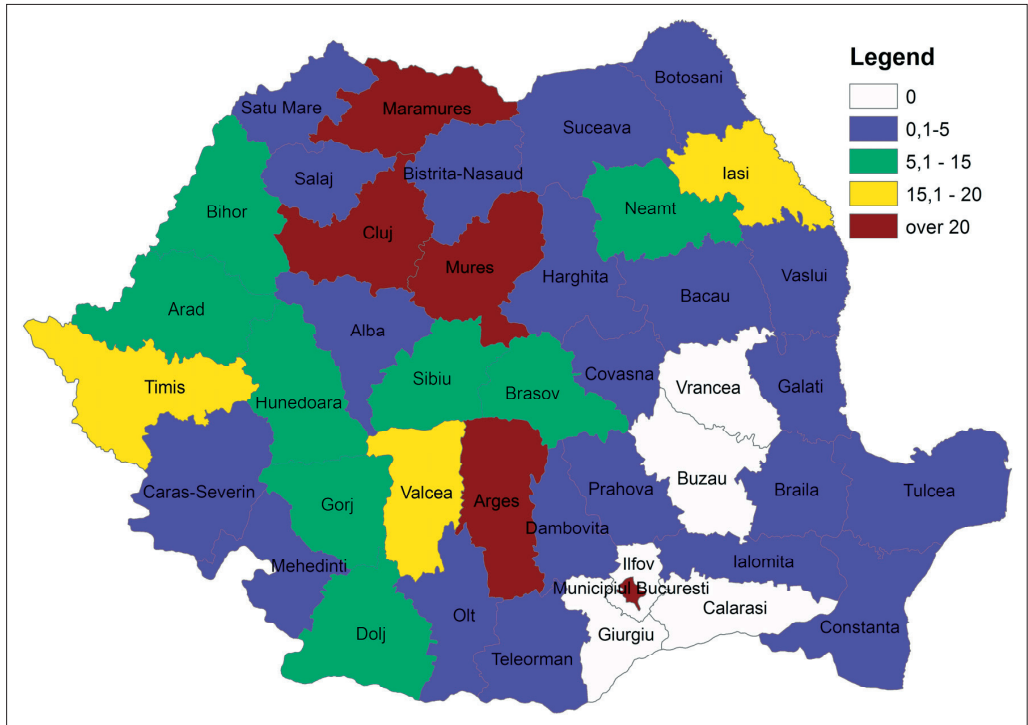 Legend
0
0,1-5
5,1 - 15
15,1 - 20
over 20
Botosani
Satu Mare
Maramures
Suceava
Salaj
Bistrita-Nasaud
Iasi
Bihor
Neamt
Cluj
Mures
Harghita
Vaslui
Bacau
Arad
Alba
Timis
Sibiu
Covasna
Vrancea
Galati
Hunedoara
Brasov
Caras-Severin
Valcea
Arges
Prahova
Buzau
Braila
Tulcea
Gorj
Dambovita
Mehedinti
Ilfov
Ialomita
Municipiul Bucuresti
Calarasi
Olt
Dolj
Giurgiu
Constanta
Teleorman